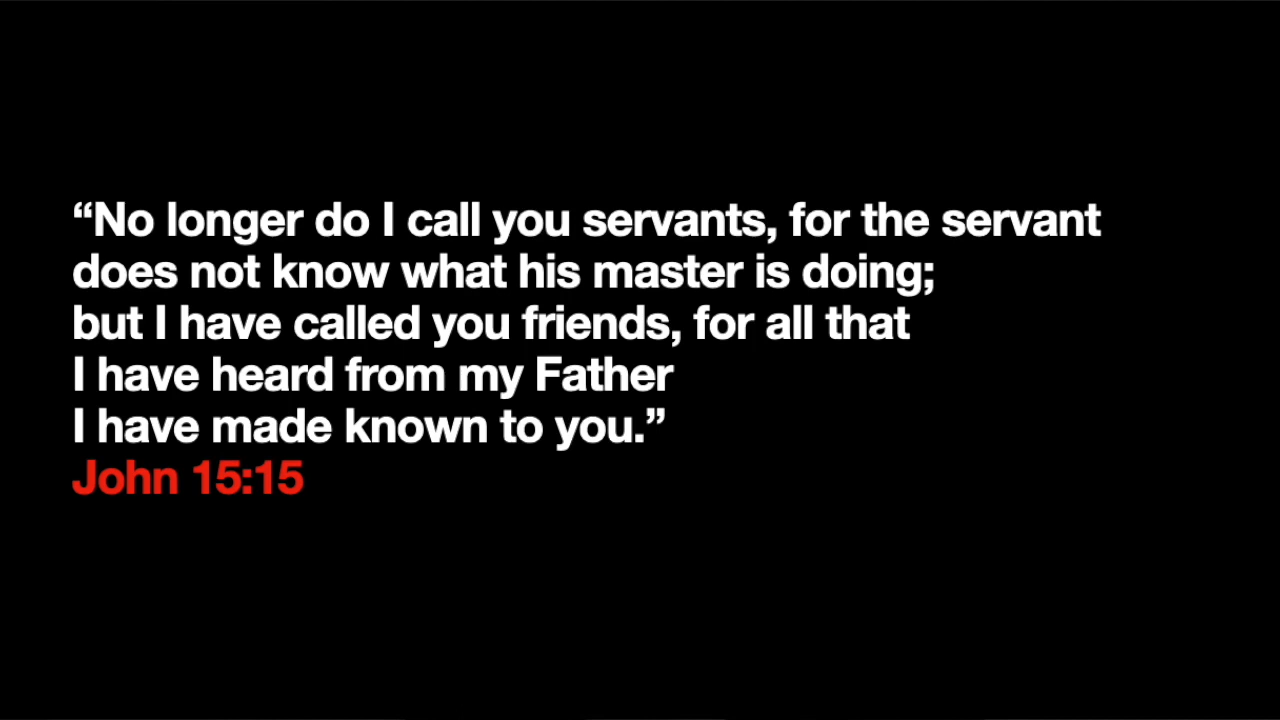 “No longer do I call you servants, for the servant
does not know what his master is doing;
but I have called you friends, for all that
I have heard from my Father
I have made known to you.”
John 15:15